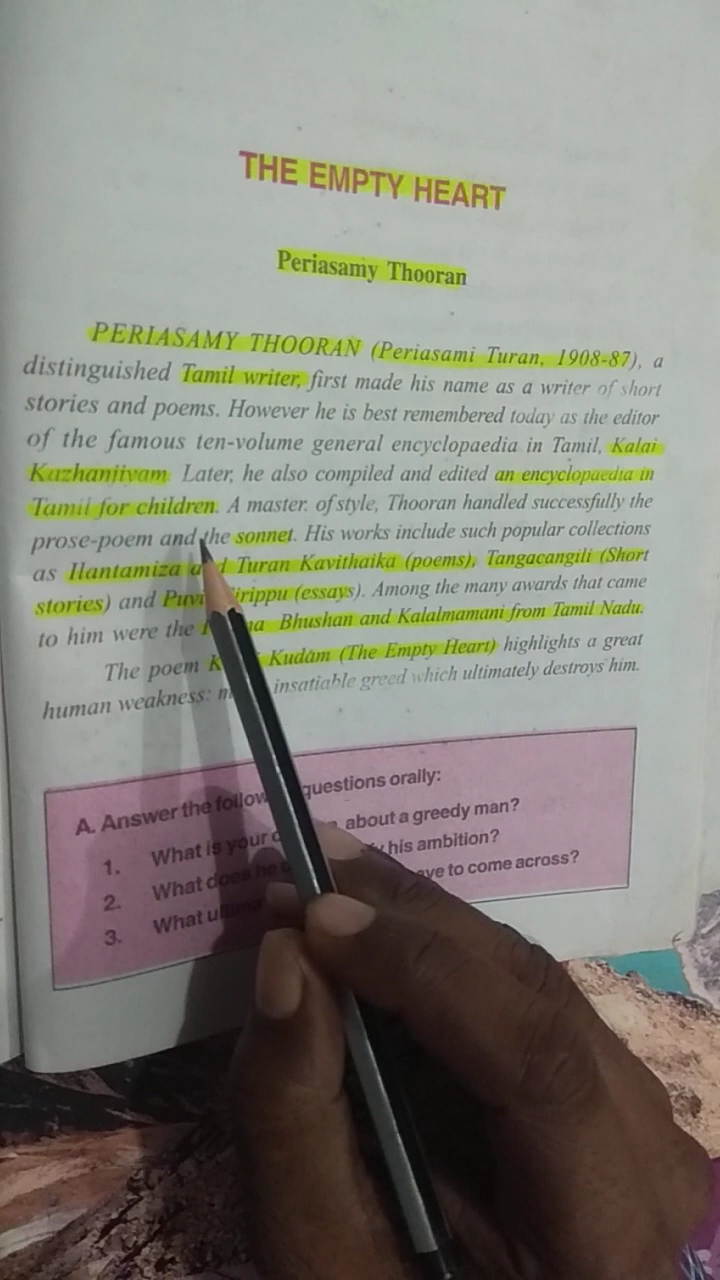 THE EMPTY HEART
Periasamy Thooran
PERIASAMY THOORAN (Periasami Turan, 1908-87), a
distinguished Tamil writer, first made his name as a writer of short
stories and poems. However he is best remembered today as the editor
of the famous ten-volume general encyclopaedia in Tamil, Kalai
Kazhanjiyam. Later, he also compiled and edited an encyclopaedia in
Tamil for children. A master. of style, Thooran handled successfully the
prose-poem and the sonnet. His works include such popular collections
as Ilantamiza and Turan Kavithaika (poems), Tangacangili (Short
stories) and (essays). Among the many awards that came
to him were the Bhushan and Kalalmamani from Tamil Nadu.
The poem Kudam (The Empty Heart) highlights a great
human weakness: insatiable greed which ultimately destroys him.
A. Answer the questions orally:
1. What is your about a greedy man?
2. What does he his ambition?
3. What to come across?